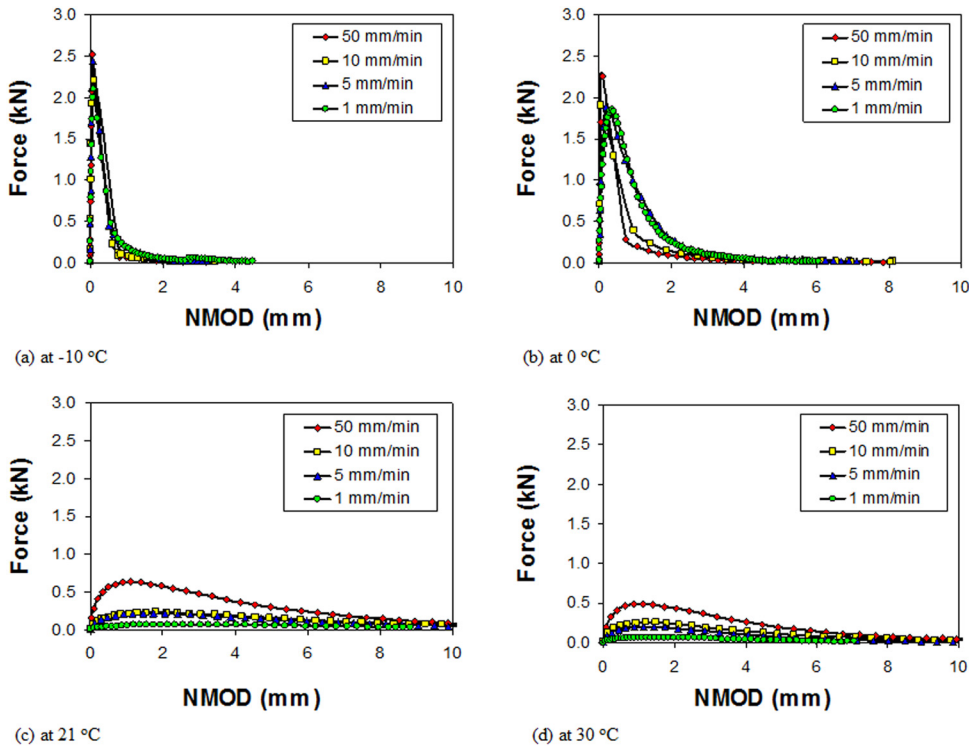 3.0
2.5
2.0
1.5
1.0
0.5
0.0
Force (kN)
50 mm/min
10 mm/min
5 mm/min
1 mm/min
0 2 4 6 8 10
NMOD (mm)
(a) at -10 °C
3.0
2.5
2.0
1.5
1.0
0.5
0.0
Force (kN)
50 mm/min
10 mm/min
5 mm/min
1 mm/min
0 2 4 6 8 10
NMOD (mm)
(b) at 0 °C
3.0
2.5
2.0
1.5
1.0
0.5
0.0
Force (kN)
50 mm/min
10 mm/min
5 mm/min
1 mm/min
0 2 4 6 8 10
NMOD (mm)
(c) at 21 °C
3.0
2.5
2.0
1.5
1.0
0.5
0.0
Force (kN)
50 mm/min
10 mm/min
5 mm/min
1 mm/min
0 2 4 6 8 10
NMOD (mm)
(d) at 30 °C